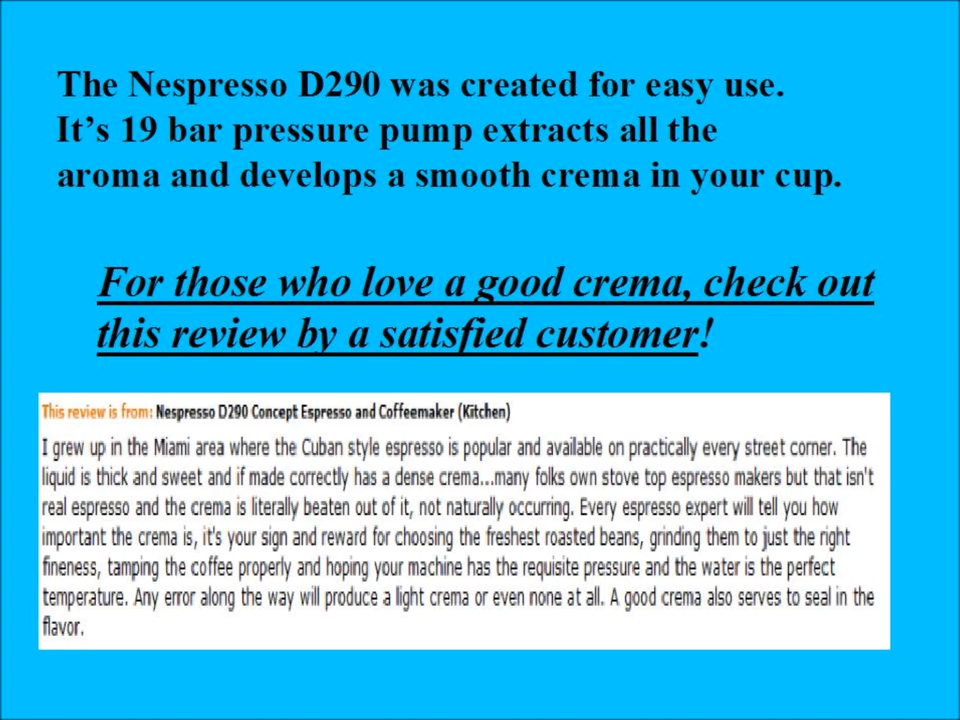 The Nespresso D290 was created for easy use.
It’s 19 bar pressure pump extracts all the
aroma and develops a smooth crema in your cup.
For those who love a good crema, check out
this review by a satisfied customer!
This review is from: Nespresso D290 Concept Espresso and Coffeemaker (Kitchen)
I grew up in the Miami area where the Cuban style espresso is popular and available on practically every street corner. The
liquid is thick and sweet and if made correctly has a dense crema...many folks own stove top espresso makers but that isn't
real espresso and the crema is literally beaten out of it, not naturally occurring. Every espresso expert will tell you how
important the crema is, it's your sign and reward for choosing the freshest roasted beans, grinding them to just the right
fineness, tamping the coffee properly and hoping your machine has the requisite pressure and the water is the perfect
temperature. Any error along the way will produce a light crema or even none at all. A good crema also serves to seal in the
flavor.